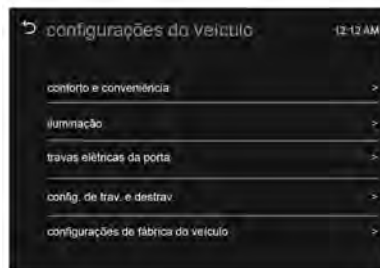 configurações do veículo 12:12 AM
conforto e conveniência >
iluminação >
travas elétricas da porta >
config. de trav. e destrav >
configurações de fábrica do veículo >